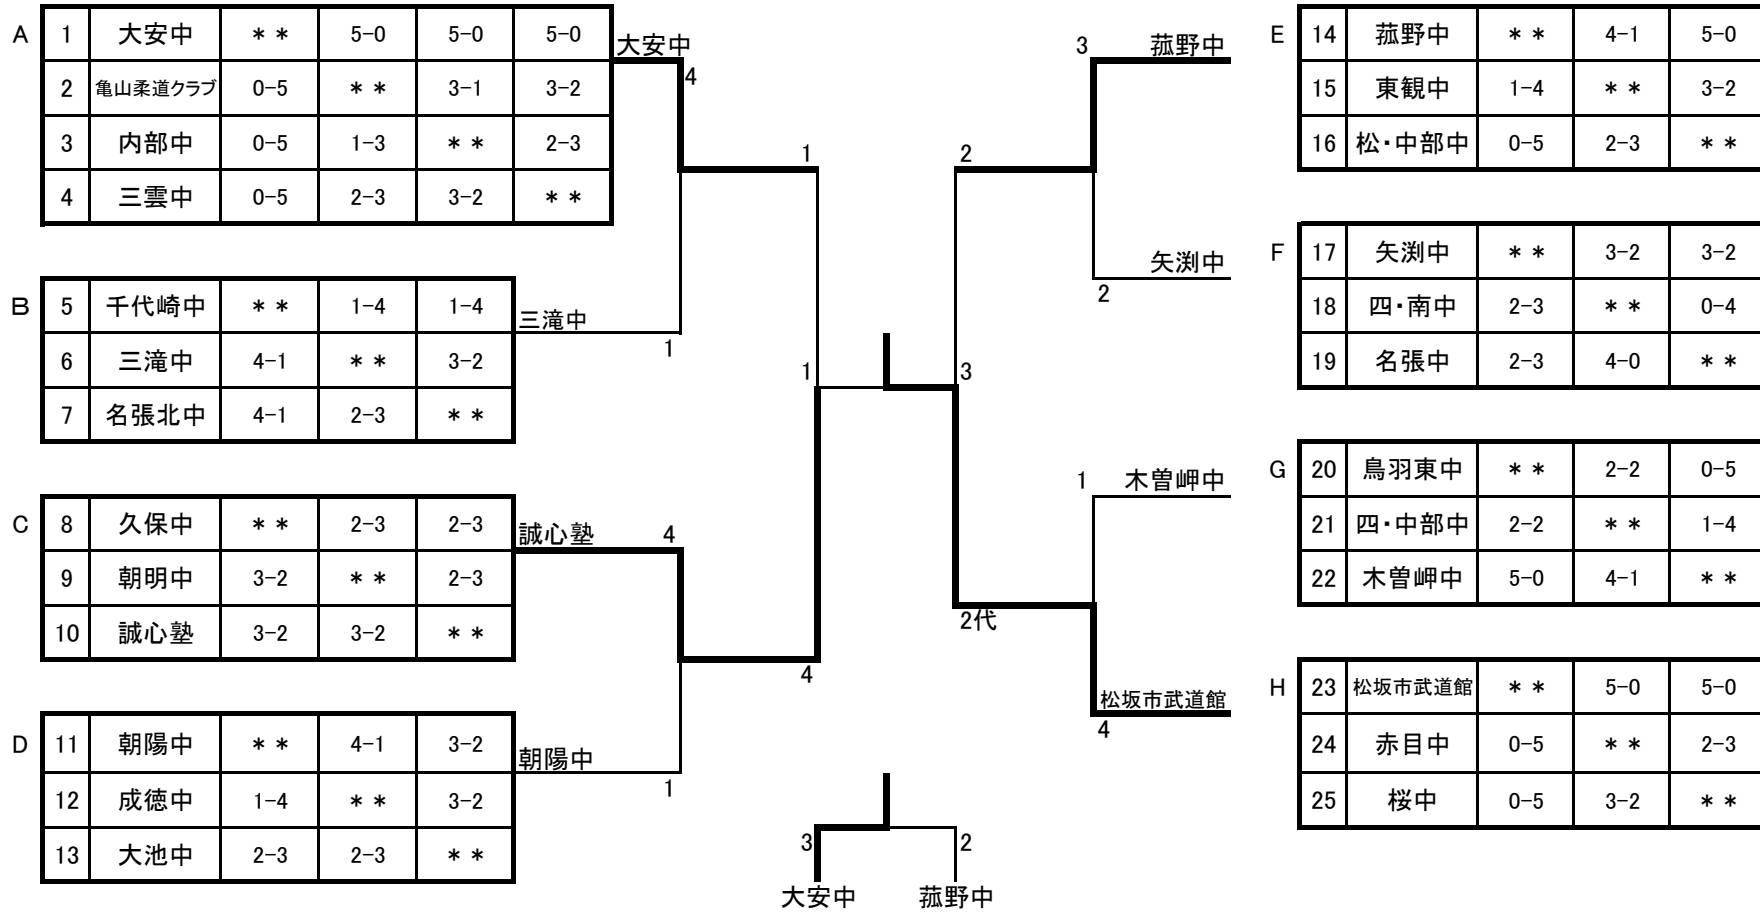 A
1 大安中 ** 5-0 5-0 5-0
2 亀山柔道クラブ 0-5 ** 3-1 3-2
3 内部中 0-5 1-3 ** 2-3
4 三雲中 0-5 2-3 3-2 **
B
5 千代崎中 ** 1-4 1-4
6 三滝中 4-1 ** 3-2
7 名張北中 4-1 2-3 **
C
8 久保中 ** 2-3 2-3
9 朝明中 3-2 ** 2-3
10 誠心塾 3-2 3-2 **
D
11 朝陽中 ** 4-1 3-2
12 成徳中 1-4 ** 3-2
13 大池中 2-3 2-3 **
大安中
4
1
三滝中
1
1
誠心塾 4
4
朝陽中
1
3 菰野中
2
矢渕中
2
3
1 木曽岬中
2代
松坂市武道館
4
3
2
大安中
菰野中
E
14 菰野中 ** 4-1 5-0
15 東観中 1-4 ** 3-2
16 松・中部中 0-5 2-3 **
F
17 矢渕中 ** 3-2 3-2
18 四・南中 2-3 ** 0-4
19 名張中 2-3 4-0 **
G
20 鳥羽東中 ** 2-2 0-5
21 四・中部中 2-2 ** 1-4
22 木曽岬中 5-0 4-1 **
H
23 松坂市武道館 ** 5-0 5-0
24 赤目中 0-5 ** 2-3
25 桜中 0-5 3-2 **